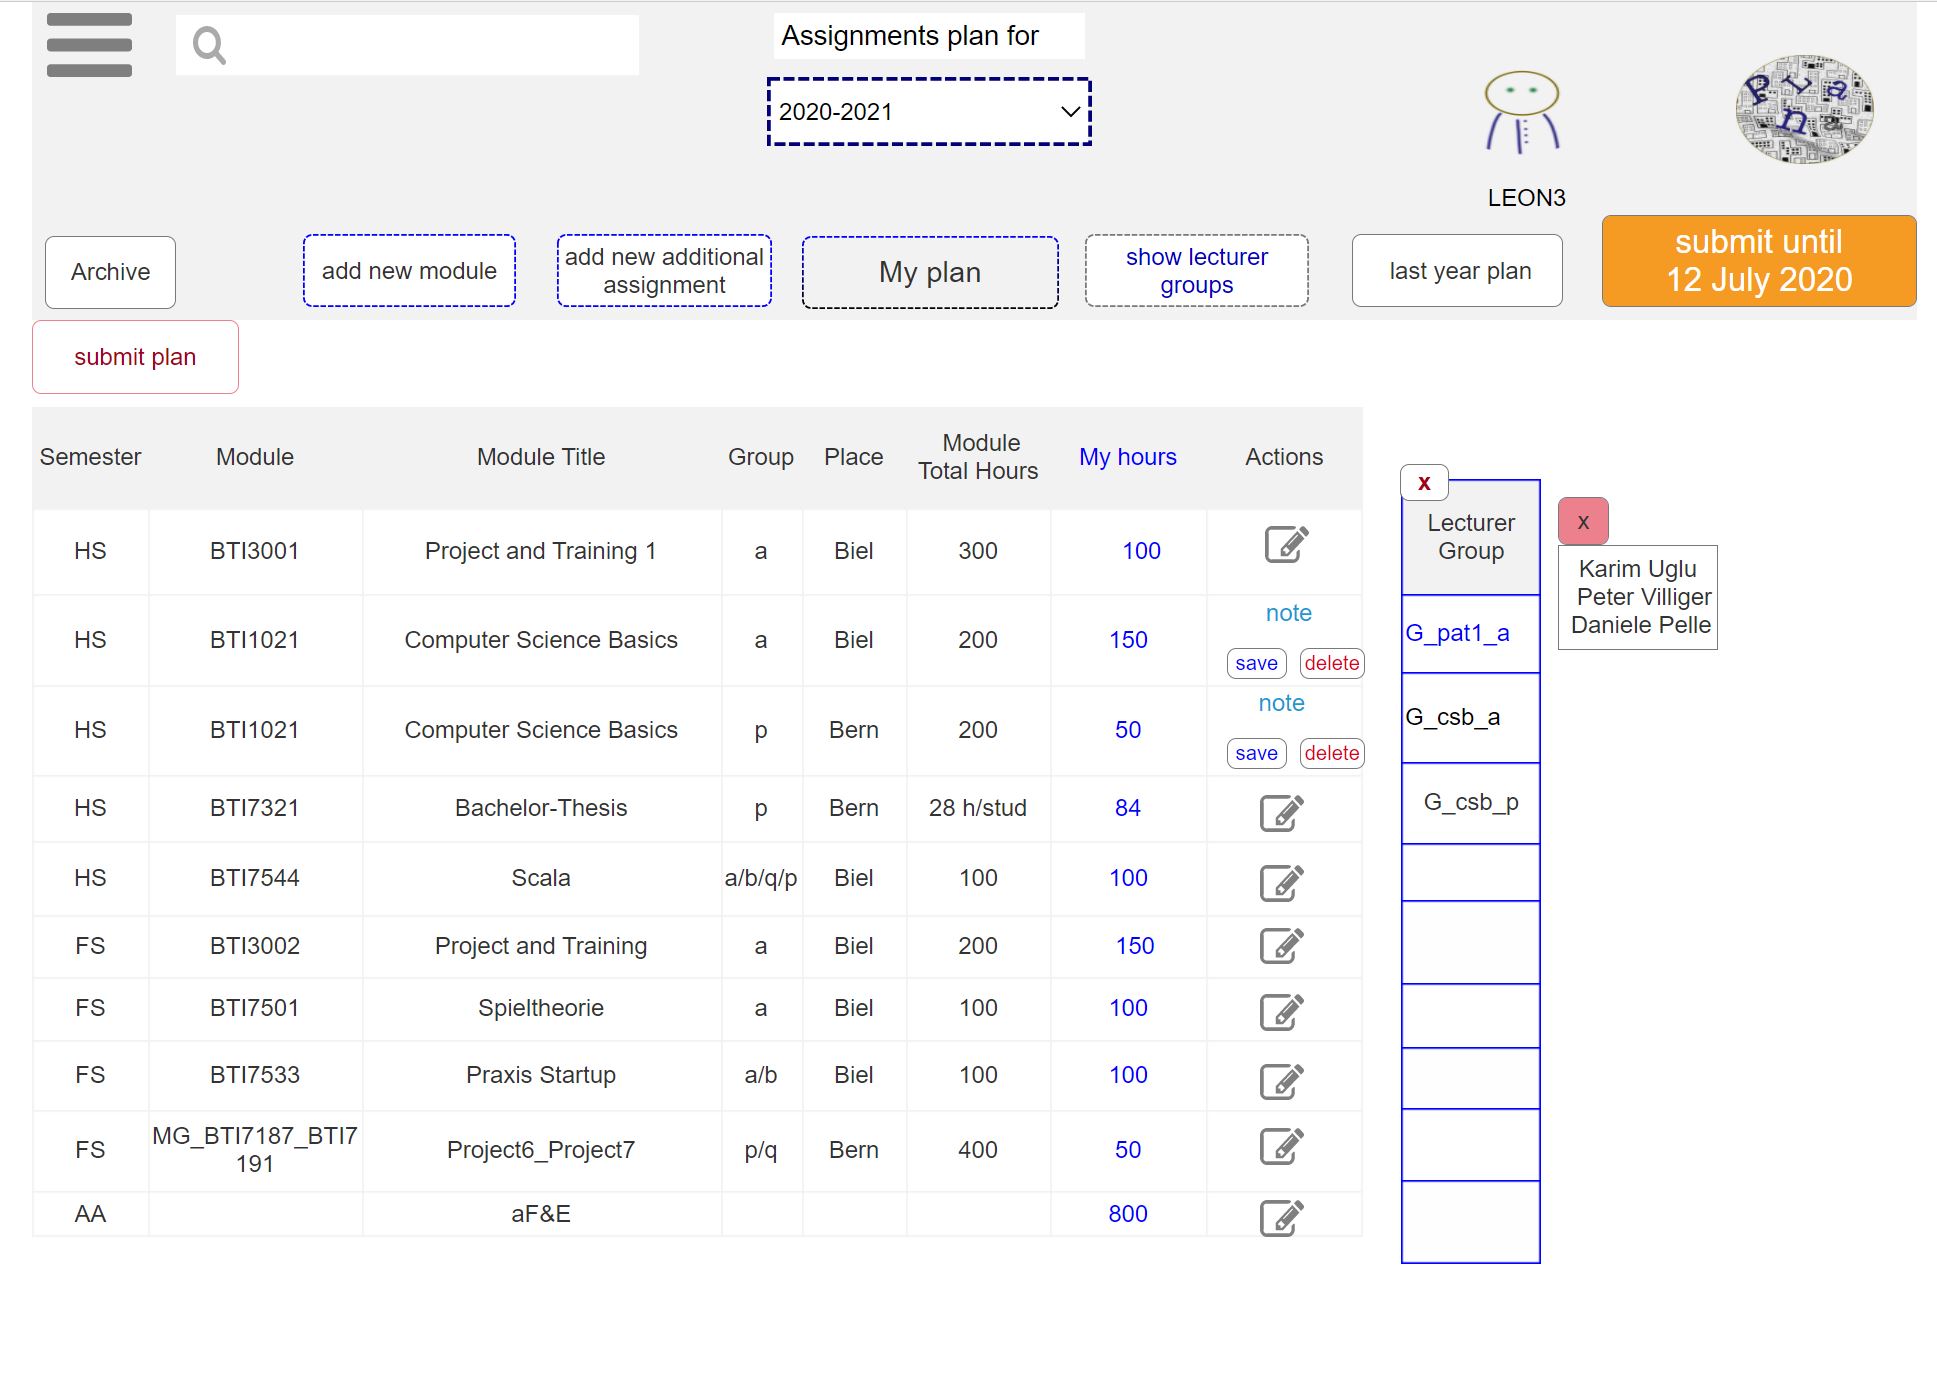 Assignments plan for
2020-2021
P L a n
LEON3
Archive
add new module
add new additional
assignment
My plan
show lecturer
groups
last year plan
submit until
12 July 2020
submit plan
Semester Module Module Title Group Place Module Total Hours My hours Actions
HS BTI3001 Project and Training 1 a Biel 300 100
HS BTI1021 Computer Science Basics a Biel 200 150 note
save delete
HS BTI1021 Computer Science Basics p Bern 200 50 note
save delete
HS BTI7321 Bachelor-Thesis p Bern 28 h/stud 84
HS BTI7544 Scala a/b/q/p Biel 100 100
FS BTI3002 Project and Training a Biel 200 150
FS BTI7501 Spieltheorie a Biel 100 100
FS BTI7533 Praxis Startup a/b Biel 100 100
FS MG_BTI7187_BTI7
191 Project6_Project7 p/q Bern 400 50
AA aF&E 800
x
Lecturer
Group
G_pat1_a
G_csb_a
G_csb_p
x
Karim Uglu
Peter Villiger
Daniele Pelle